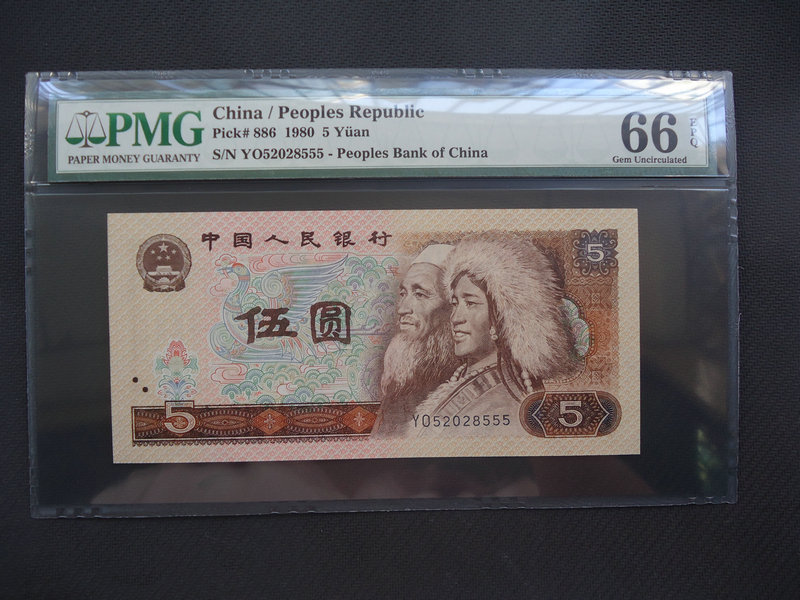 PMG
PAPER MONEY GUARANTY
China / Peoples Republic
Pick# 886 1980 5 Yüan
S/N YO52028555 - Peoples Bank of China
66
EPQ
Gem Uncirculated
中国人民银行
5
伍圆
5
YO52028555
5